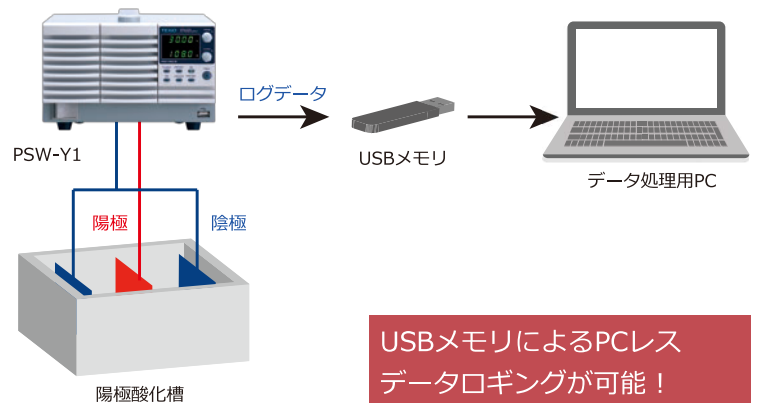 30.00
ログデータ
PSW-Y1
USBメモリ
データ処理用PC
陽極
陰極
陽極酸化槽
USBメモリによるPCレス
データロギングが可能！